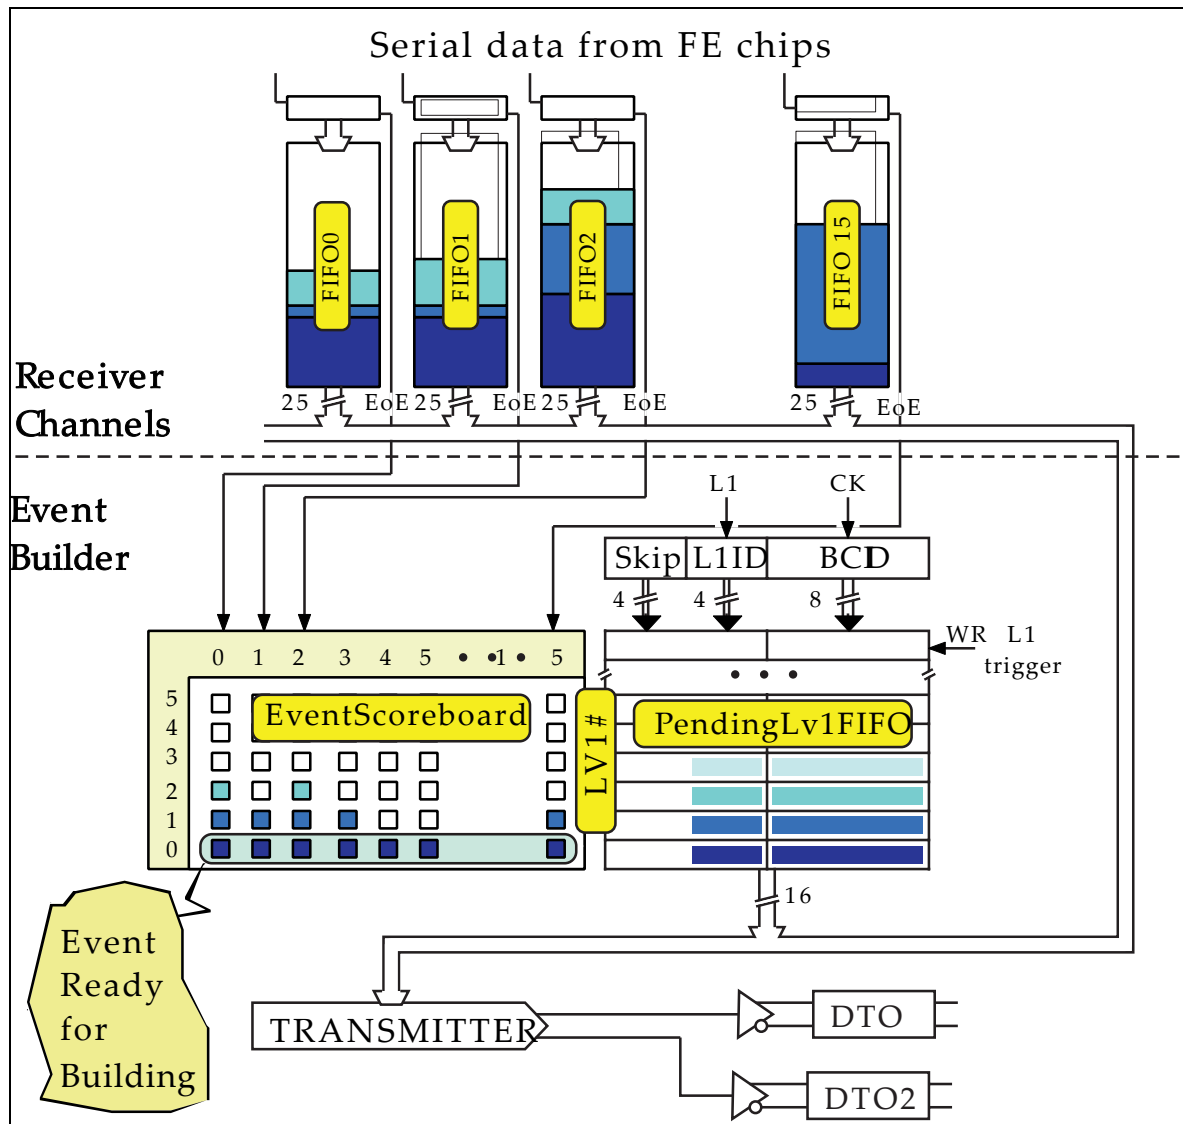 Serial data from FE chips
FIFO0
FIFO1
FIFO2
FIFO 15
Receiver
Channels
25 EoE 25 EoE 25 EoE 25 EoE
Event
Builder
L1 CK
Skip L1ID BCID
4 4 8
WR L1
trigger
0 1 2 3 4 5 • • 1 • 5
• • •
5
4
3
2
1
0
EventScoreboard
LV1#
PendingLv1FIFO
16
Event
Ready
for
Building
TRANSMITTER
DTO
DTO2